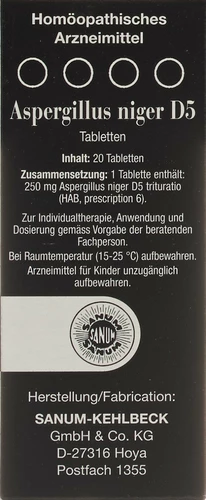 Homöopathisches
Arzneimittel
Aspergillus niger D5
Tabletten
Inhalt: 20 Tabletten
Zusammensetzung: 1 Tablette enthält:
250 mg Aspergillus niger D5 trituratio
(HAB, prescription 6).
Zur Individualtherapie, Anwendung und
Dosierung gemäss Vorgabe der beratenden
Fachperson.
Bei Raumtemperatur (15-25 °C) aufbewahren.
Arzneimittel für Kinder unzugänglich
aufbewahren.
SANUM
Herstellung/Fabrication:
SANUM-KEHLBECK
GmbH & Co. KG
D-27316 Hoya
Postfach 1355